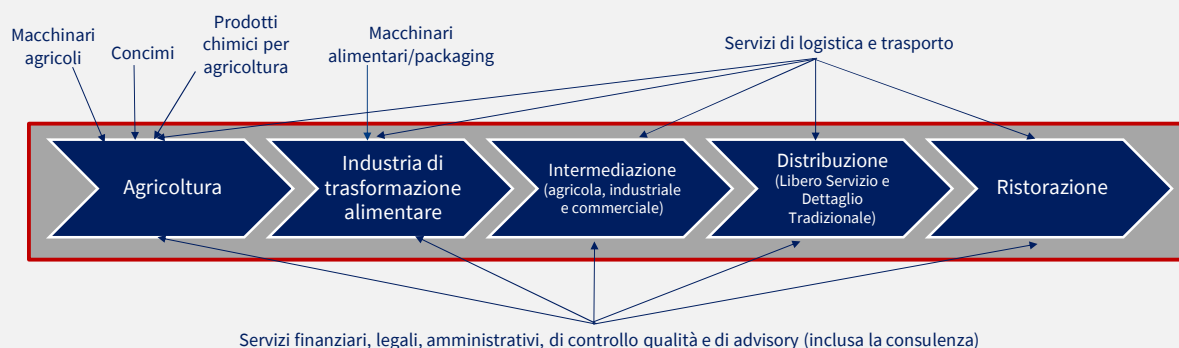 Macchinari
agricoli
Concimi
Prodotti
chimici per
agricoltura
Macchinari
alimentari/packaging
Servizi di logistica e trasporto
Agricoltura
Industria di
trasformazione
alimentare
Intermediazione
(agricola, industriale
e commerciale)
Distribuzione
(Libero Servizio e
Dettaglio
Tradizionale)
Ristorazione
Servizi finanziari, legali, amministrativi, di controllo qualità e di advisory (inclusa la consulenza)